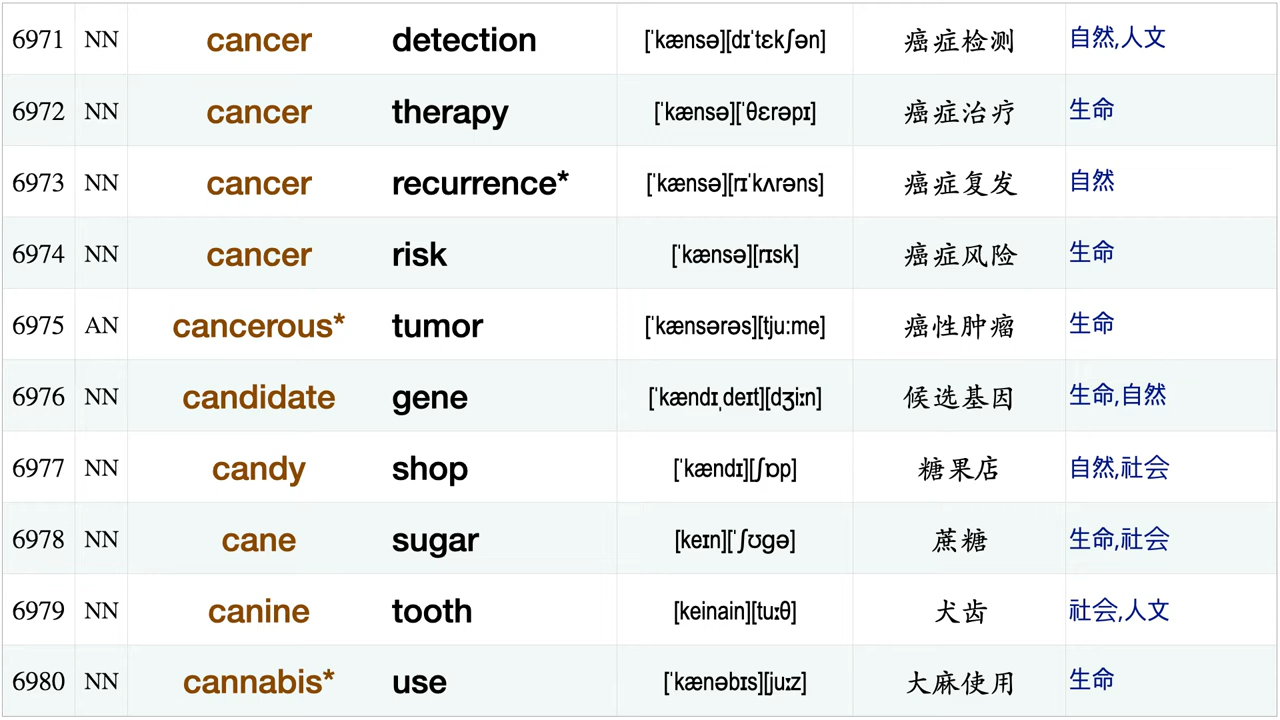 6971 NN cancer detection [ˈkænsə][dɪˈtɛkʃən] 癌症检测 自然,人文
6972 NN cancer therapy [ˈkænsə][ˈθɛrəpɪ] 癌症治疗 生命
6973 NN cancer recurrence* [ˈkænsə][rɪˈkʌrəns] 癌症复发 自然
6974 NN cancer risk [ˈkænsə][rɪsk] 癌症风险 生命
6975 AN cancerous* tumor [ˈkænsərəs][tjuːme] 癌性肿瘤 生命
6976 NN candidate gene [ˈkændɪˌdeɪt][dʒiːn] 候选基因 生命,自然
6977 NN candy shop [ˈkændɪ][ʃɒp] 糖果店 自然,社会
6978 NN cane sugar [keɪn][ˈʃʊgə] 蔗糖 生命,社会
6979 NN canine tooth [keinain][tuːθ] 犬齿 社会,人文
6980 NN cannabis* use [ˈkænəbɪs][juːz] 大麻使用 生命